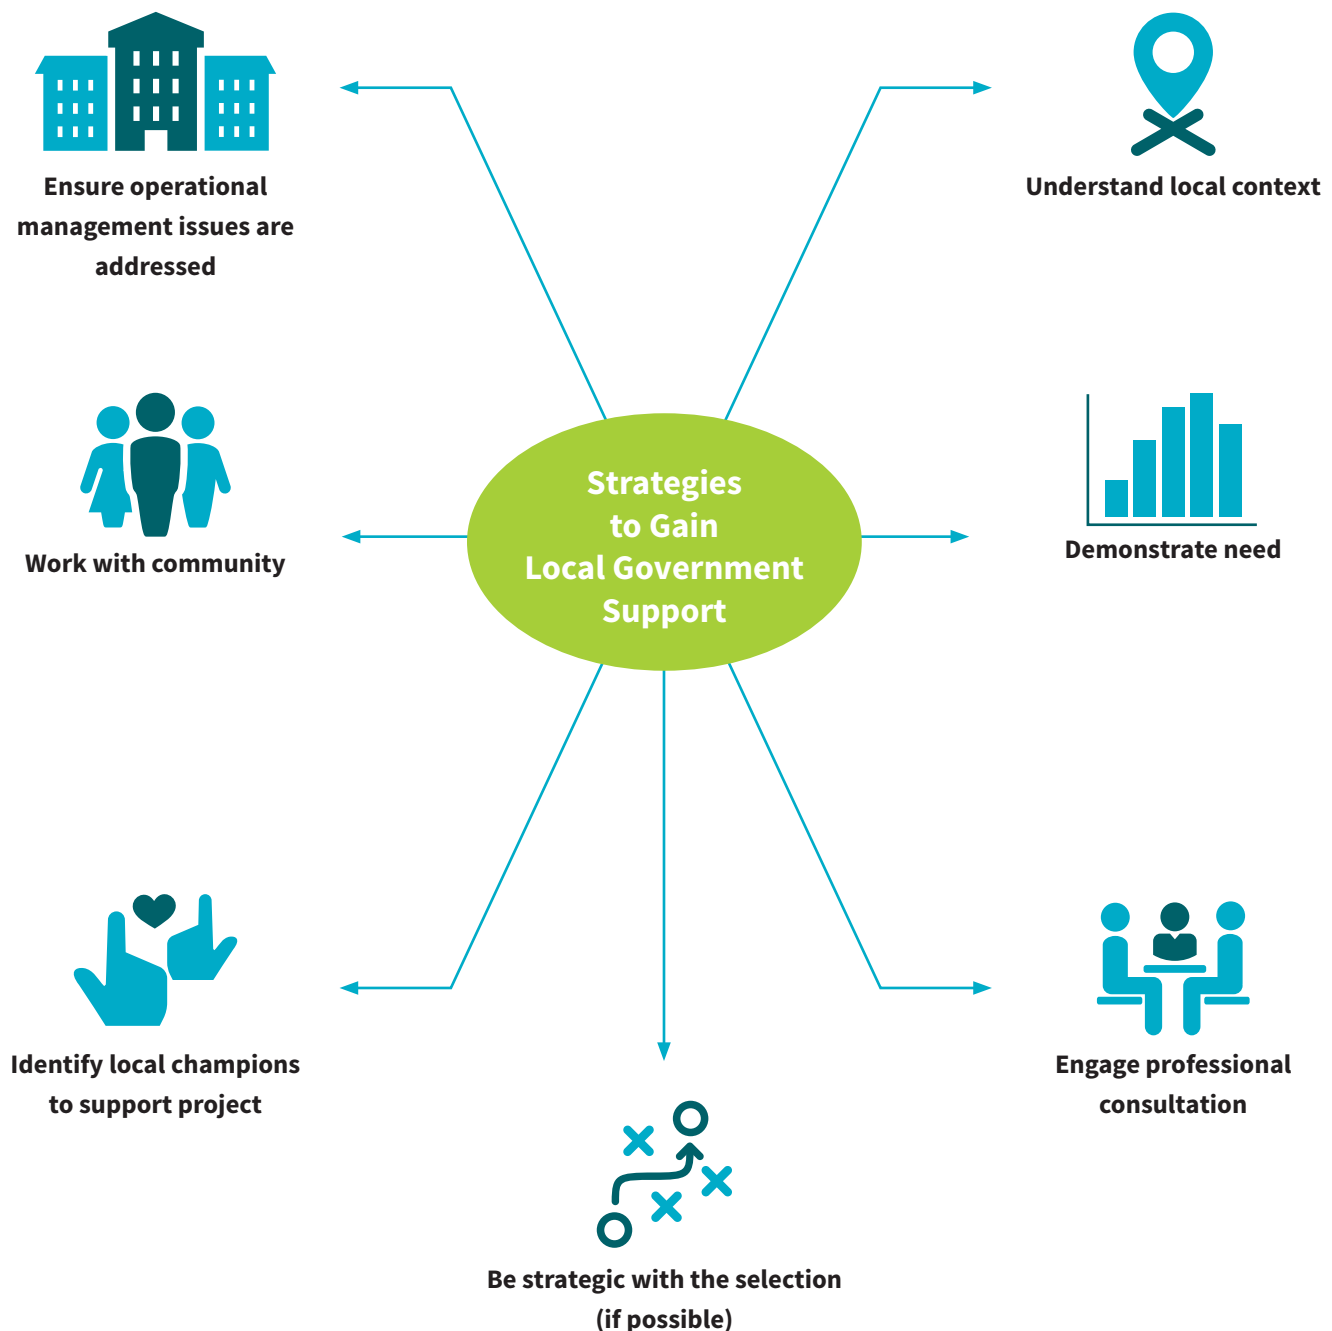 Ensure operational
management issues are
addressed
Understand local context
Work with community
Strategies
to Gain
Local Government
Support
Demonstrate need
Identify local champions
to support project
Engage professional
consultation
Be strategic with the selection
(if possible)